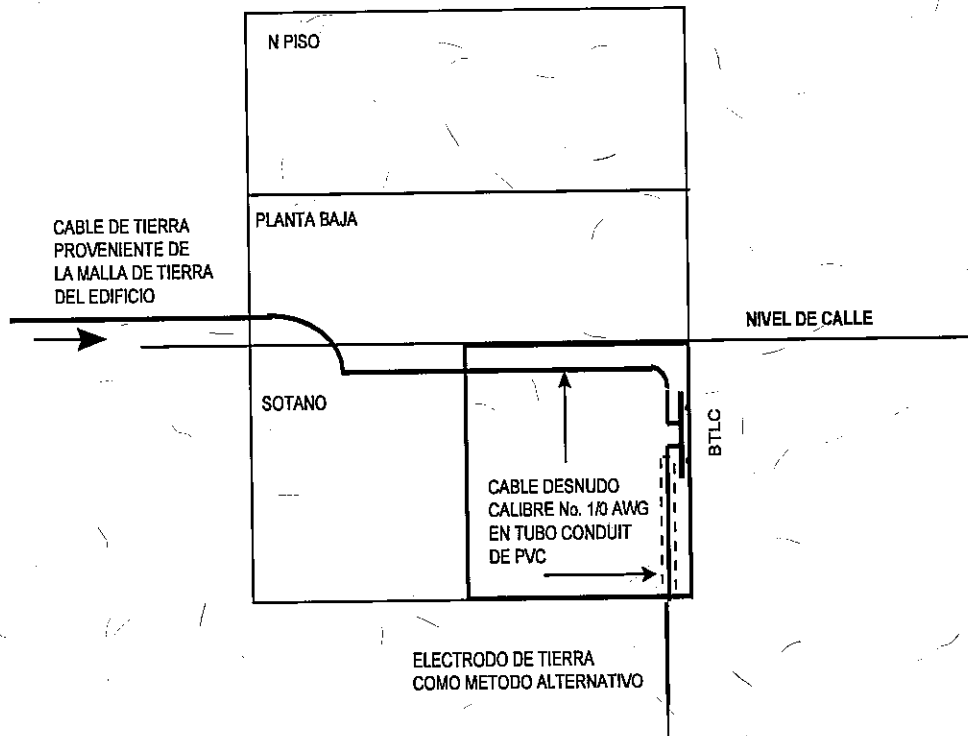 N PISO
PLANTA BAJA
CABLE DE TIERRA
PROVENIENTE DE
LA MALLA DE TIERRA
DEL EDIFICIO
NIVEL DE CALLE
SOTANO
BTLC
CABLE DESNUDO
CALIBRE No. 1/0 AWG
EN TUBO CONDUIT
DE PVC
ELECTRODO DE TIERRA
COMO METODO ALTERNATIVO